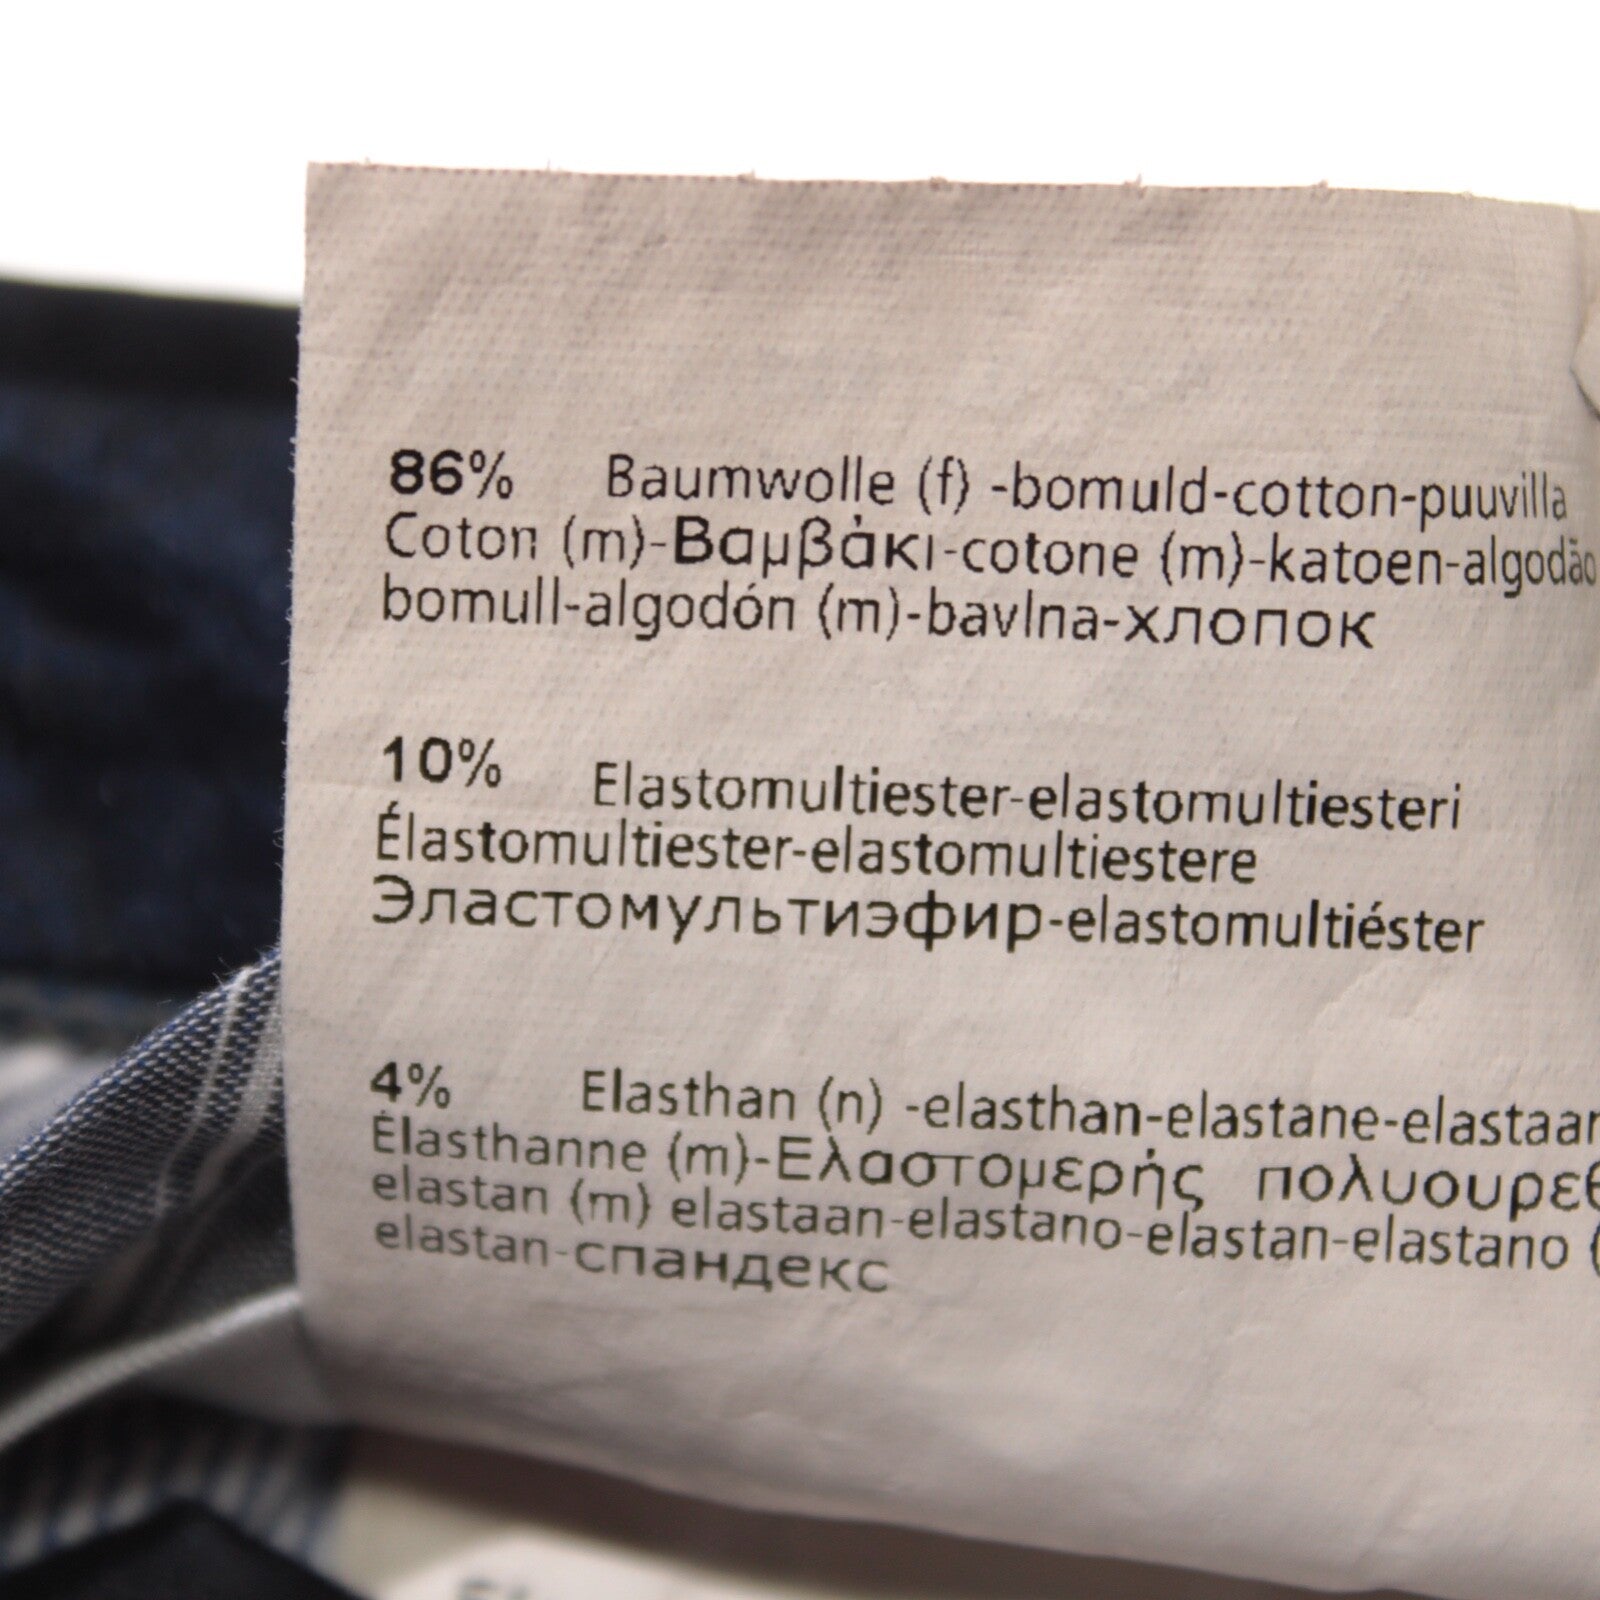 86% Baumwolle (f) -bomuld-cotton-puuvilla
Coton (m)-Βαμβάκι-cotone (m)-katoen-algodão
bomull-algodón (m)-bavlna-хлопок
10% Elastomultiester-elastomultiesteri
Élastomultiester-elastomultiestere
Эластомультиэфир-elastomultiéster
4% Elasthan (n) -elasthan-elastane-elastaan
Élasthanne (m)-Ελαστομερής πολυουρεθ
elastan (m) elastaan-elastano-elastan-elastano (
elastan-спандекс